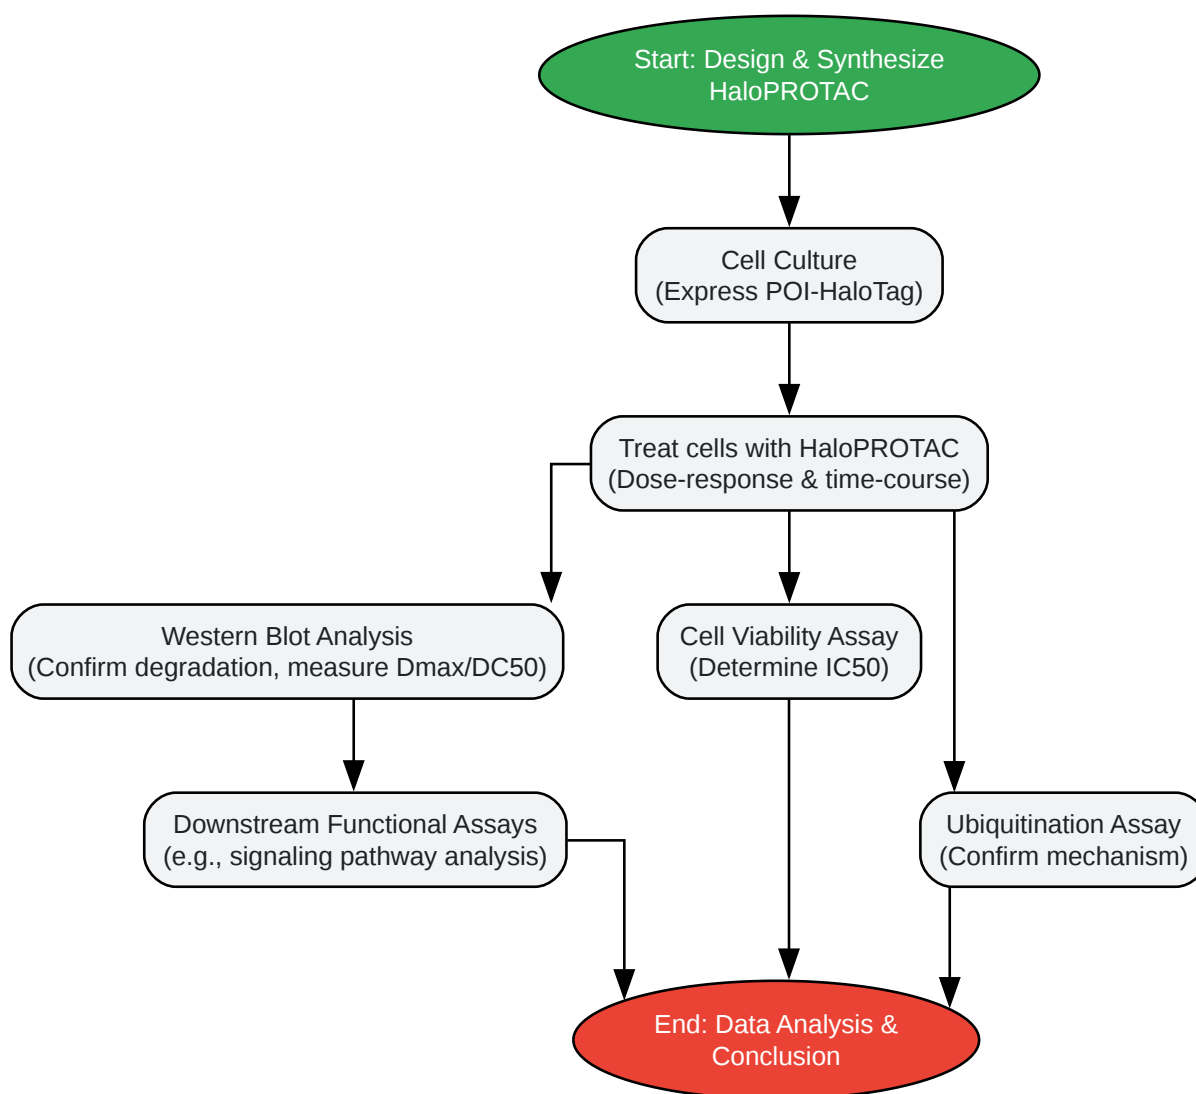 Start: Design & Synthesize
HaloPROTAC
Cell Culture
(Express POI-HaloTag)
Treat cells with HaloPROTAC
(Dose-response & time-course)
Western Blot Analysis
(Confirm degradation, measure Dmax/DC50)
Cell Viability Assay
(Determine IC50)
Downstream Functional Assays
(e.g., signaling pathway analysis)
Ubiquitination Assay
(Confirm mechanism)
End: Data Analysis &
Conclusion